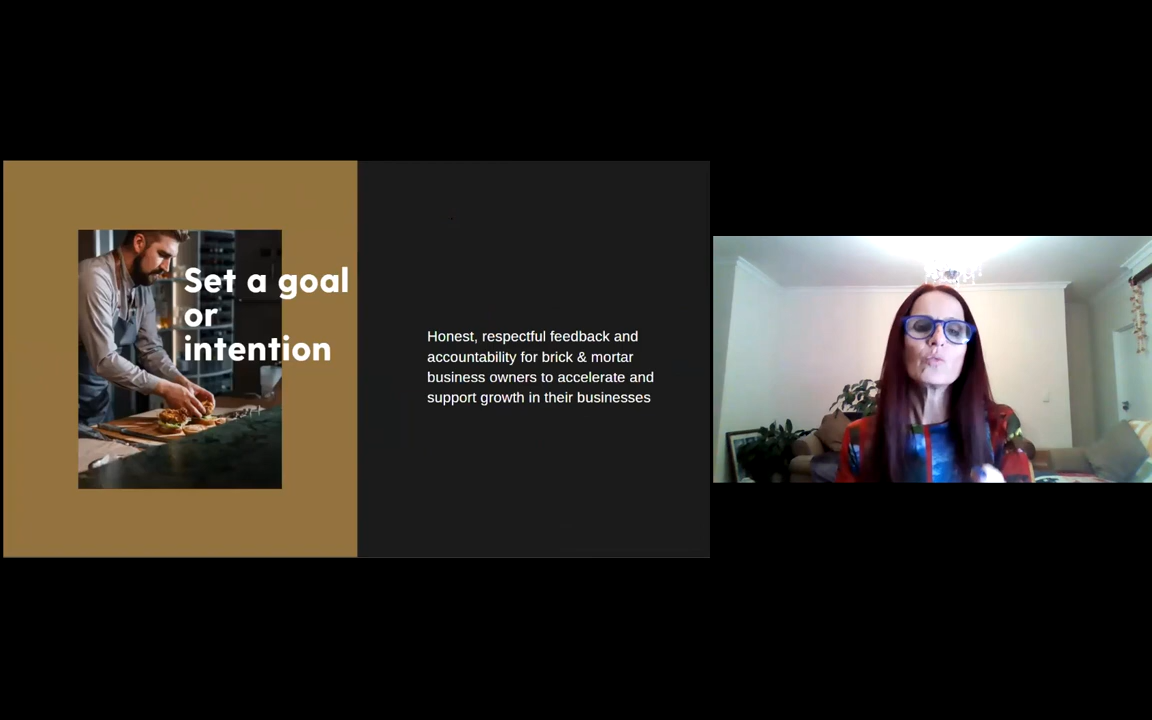 Set a goal
or
intention
Honest, respectful feedback and
accountability for brick & mortar
business owners to accelerate and
support growth in their businesses